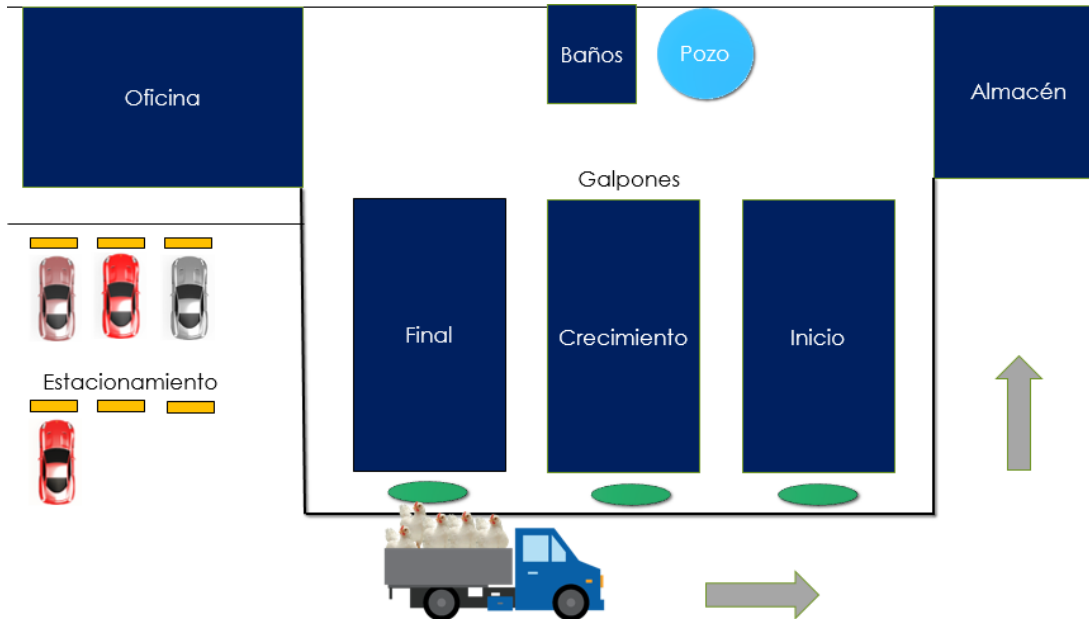 Oficina
Baños
Pozo
Almacén
Galpones
Final
Crecimiento
Inicio
Estacionamiento